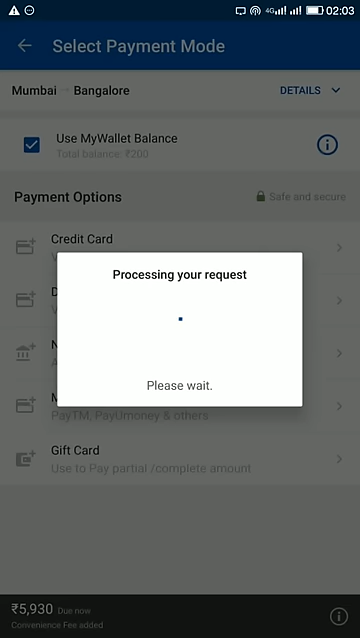 4G 02:03
Select Payment Mode
Mumbai Bangalore DETAILS
Use MyWallet Balance
Total balance: ₹200
Payment Options Safe and secure
Credit Card
V
Processing your request
D
V
N
A
Please wait.
M
PayTM, PayUmoney & others
Gift Card
Use to Pay partial /complete amount
₹5,930 Due now
Convenience Fee added